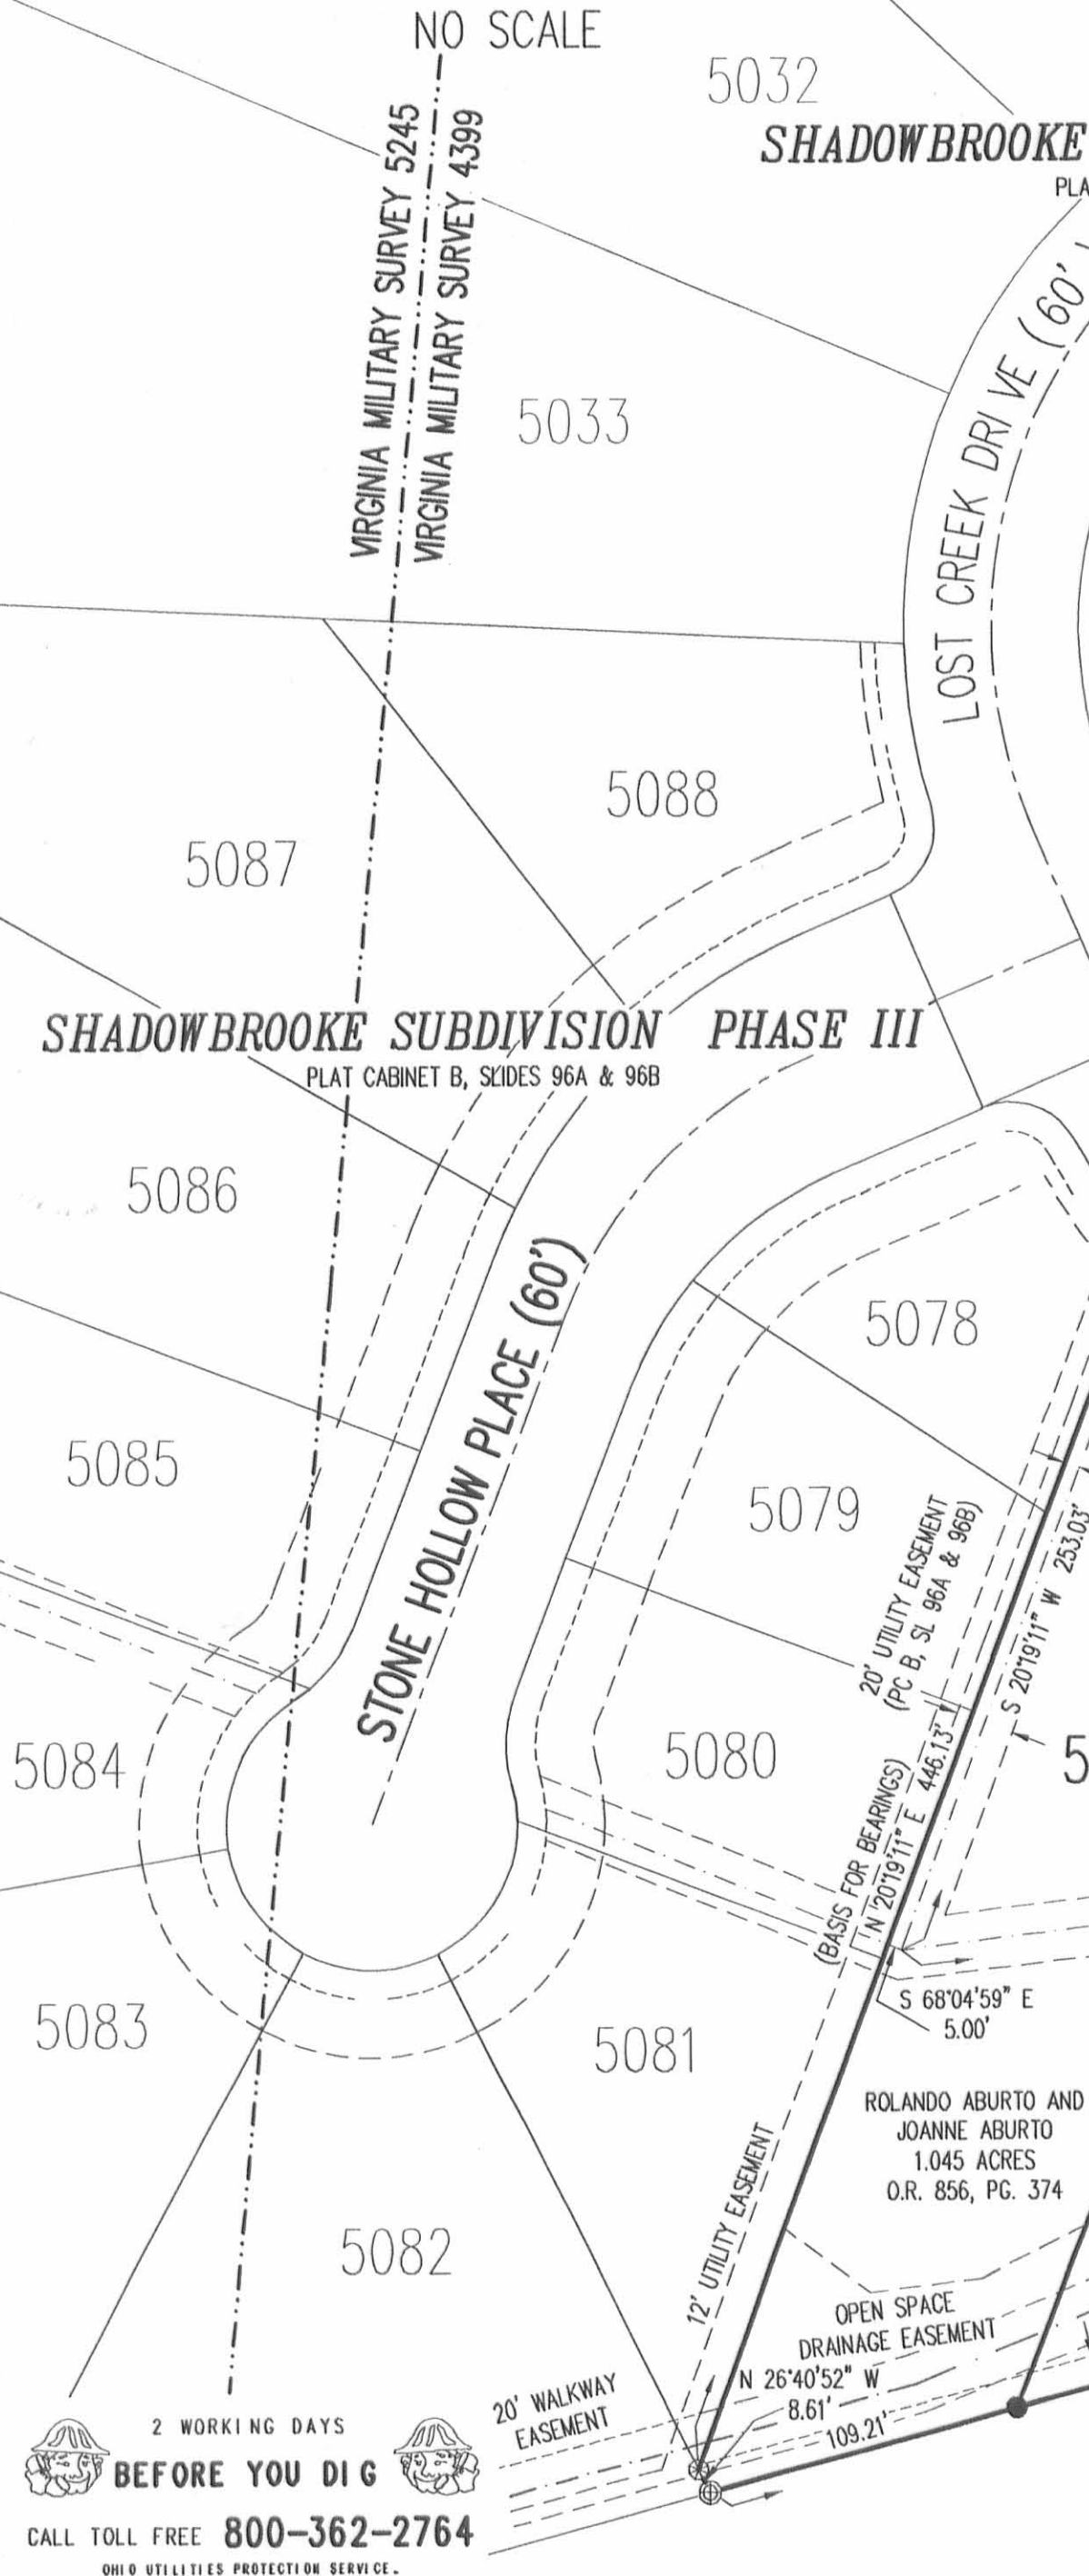 NO SCALE
5032
SHADOWBROOKE
VIRGINIA MILITARY SURVEY 5245
VIRGINIA MILITARY SURVEY 4399
LOST CREEK DRIVE (60'
5033
5088
5087
SHADOWBROOKE SUBDIVISION PHASE III
PLAT CABINET B, SLIDES 96A & 96B
5086
STONE HOLLOW PLACE (60')
5078
5085
5079
20' UTILITY EASEMENT
(PC B, SL 96A & 96B)
S 20°19'11" W 253.03'
5084
5080
5
(BASIS FOR BEARINGS)
N 20°19'11" E 446.13'
S 68°04'59" E
5.00'
5083
5081
ROLANDO ABURTO AND
JOANNE ABURTO
1.045 ACRES
O.R. 856, PG. 374
12' UTILITY EASEMENT
5082
OPEN SPACE
DRAINAGE EASEMENT
N 26°40'52" W
8.61'
109.21'
20' WALKWAY
EASEMENT
2 WORKING DAYS
BEFORE YOU DIG
CALL TOLL FREE 800-362-2764
OHIO UTILITIES PROTECTION SERVICE.